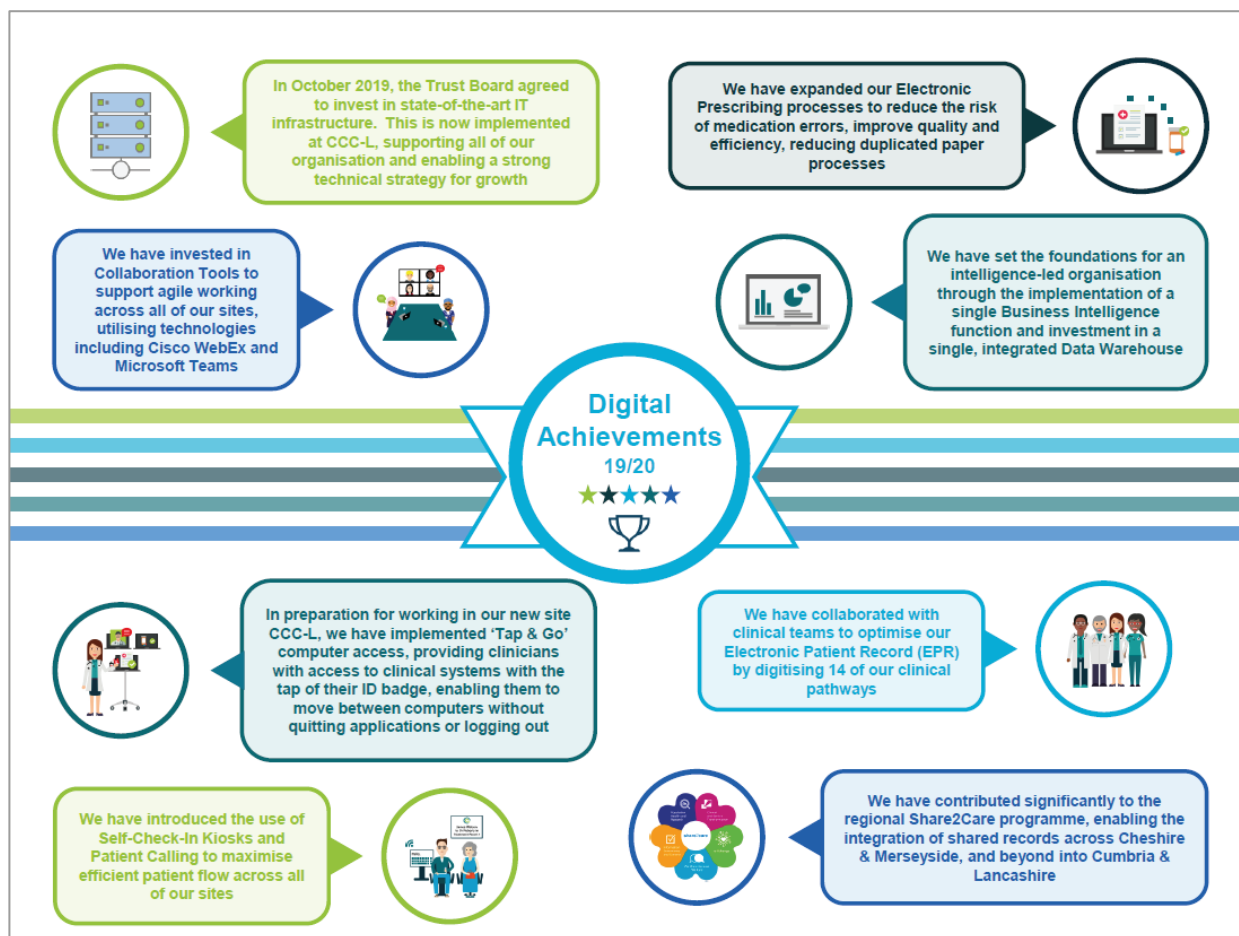 In October 2019, the Trust Board agreed
to invest in state-of-the-art IT
infrastructure. This is now implemented
at CCC-L, supporting all of our
organisation and enabling a strong
technical strategy for growth
We have expanded our Electronic
Prescribing processes to reduce the risk
of medication errors, improve quality and
efficiency, reducing duplicated paper
processes
We have invested in
Collaboration Tools to
support agile working
across all of our sites,
utilising technologies
including Cisco WebEx and
Microsoft Teams
We have set the foundations for an
intelligence-led organisation
through the implementation of a
single Business Intelligence
function and investment in a
single, integrated Data Warehouse
Digital
Achievements
19/20
In preparation for working in our new site
CCC-L, we have implemented ‘Tap & Go’
computer access, providing clinicians
with access to clinical systems with the
tap of their ID badge, enabling them to
move between computers without
quitting applications or logging out
We have collaborated with
clinical teams to optimise our
Electronic Patient Record (EPR)
by digitising 14 of our clinical
pathways
We have introduced the use of
Self-Check-In Kiosks and
Patient Calling to maximise
efficient patient flow across all
of our sites
We have contributed significantly to the
regional Share2Care programme, enabling the
integration of shared records across Cheshire
& Merseyside, and beyond into Cumbria &
Lancashire